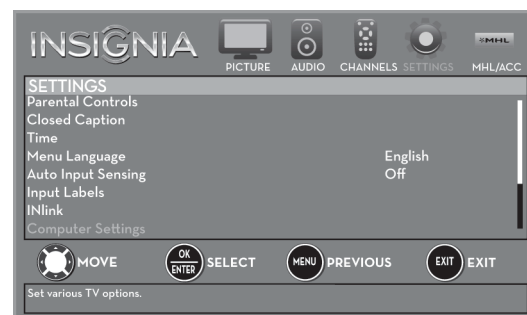 INSIGNIA
PICTURE AUDIO CHANNELS SETTINGS MHL MHL/ACC
SETTINGS
Parental Controls
Closed Caption
Time
Menu Language English
Auto Input Sensing Off
Input Labels
INlink
Computer Settings
MOVE OK ENTER SELECT MENU PREVIOUS EXIT EXIT
Set various TV options.